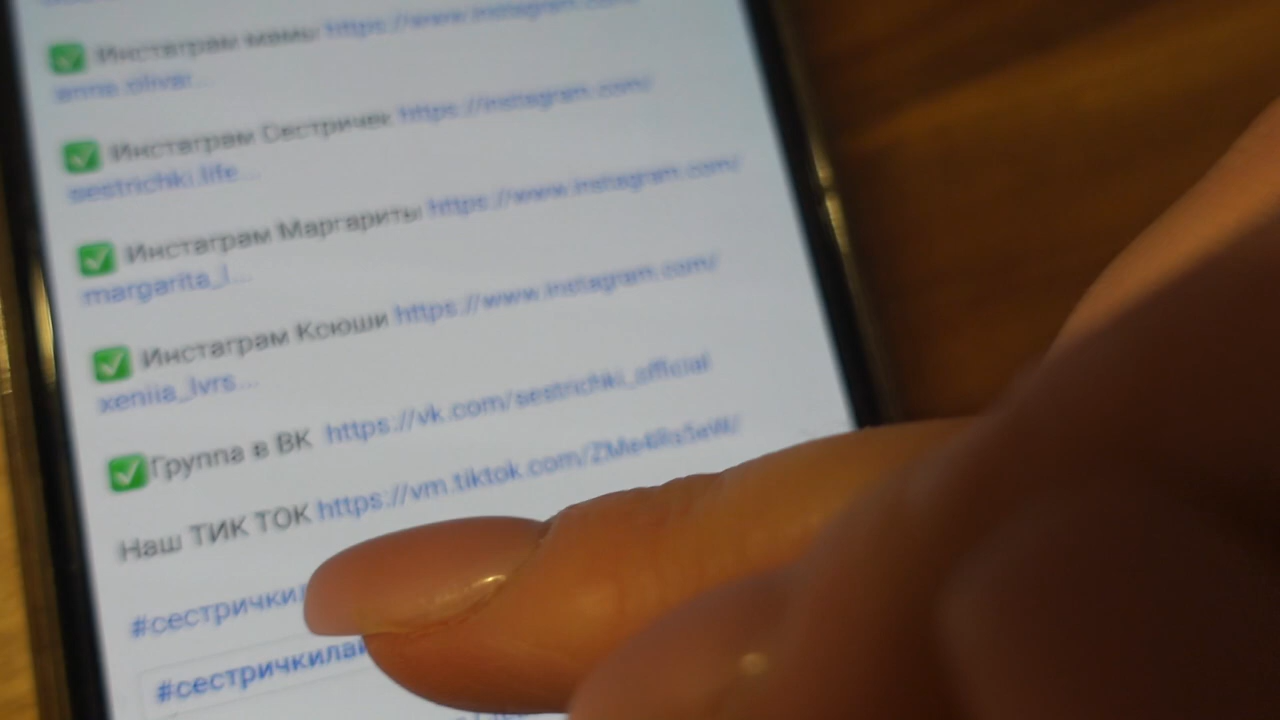 ✅ Инстаграм мамы https://www.instagram.com/
✅ Инстаграм Сестричек https://instagram.com/
sestrichki.life...
✅ Инстаграм Маргариты https://www.instagram.com/
margarita_l...
✅ Инстаграм Ксюши https://www.instagram.com/
xeniia_lvrs...
✅Группа в ВК https://vk.com/sestrichki_official
Наш ТИК ТОК https://vm.tiktok.com/
#сестрички
#сестричкилай